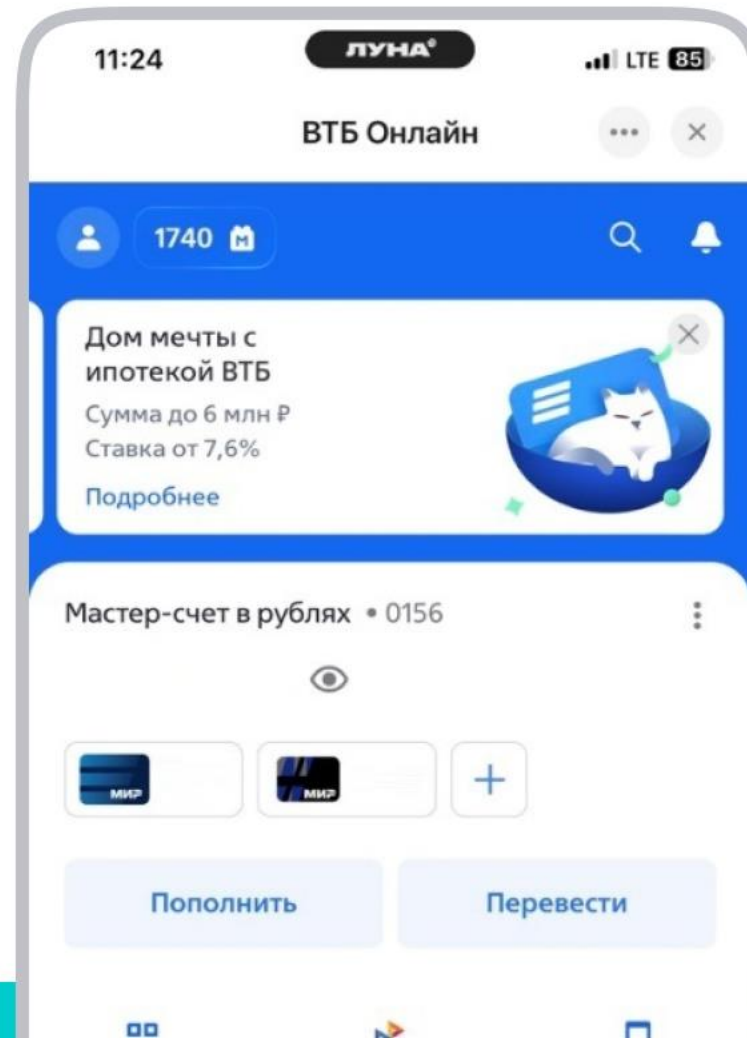 11:24
ЛУНА®
LTE 85
ВТБ Онлайн
1740 М
Дом мечты с
ипотекой ВТБ
Сумма до 6 млн ₽
Ставка от 7,6%
Подробнее
Мастер-счет в рублях • 0156
МИР МИР
Пополнить Перевести